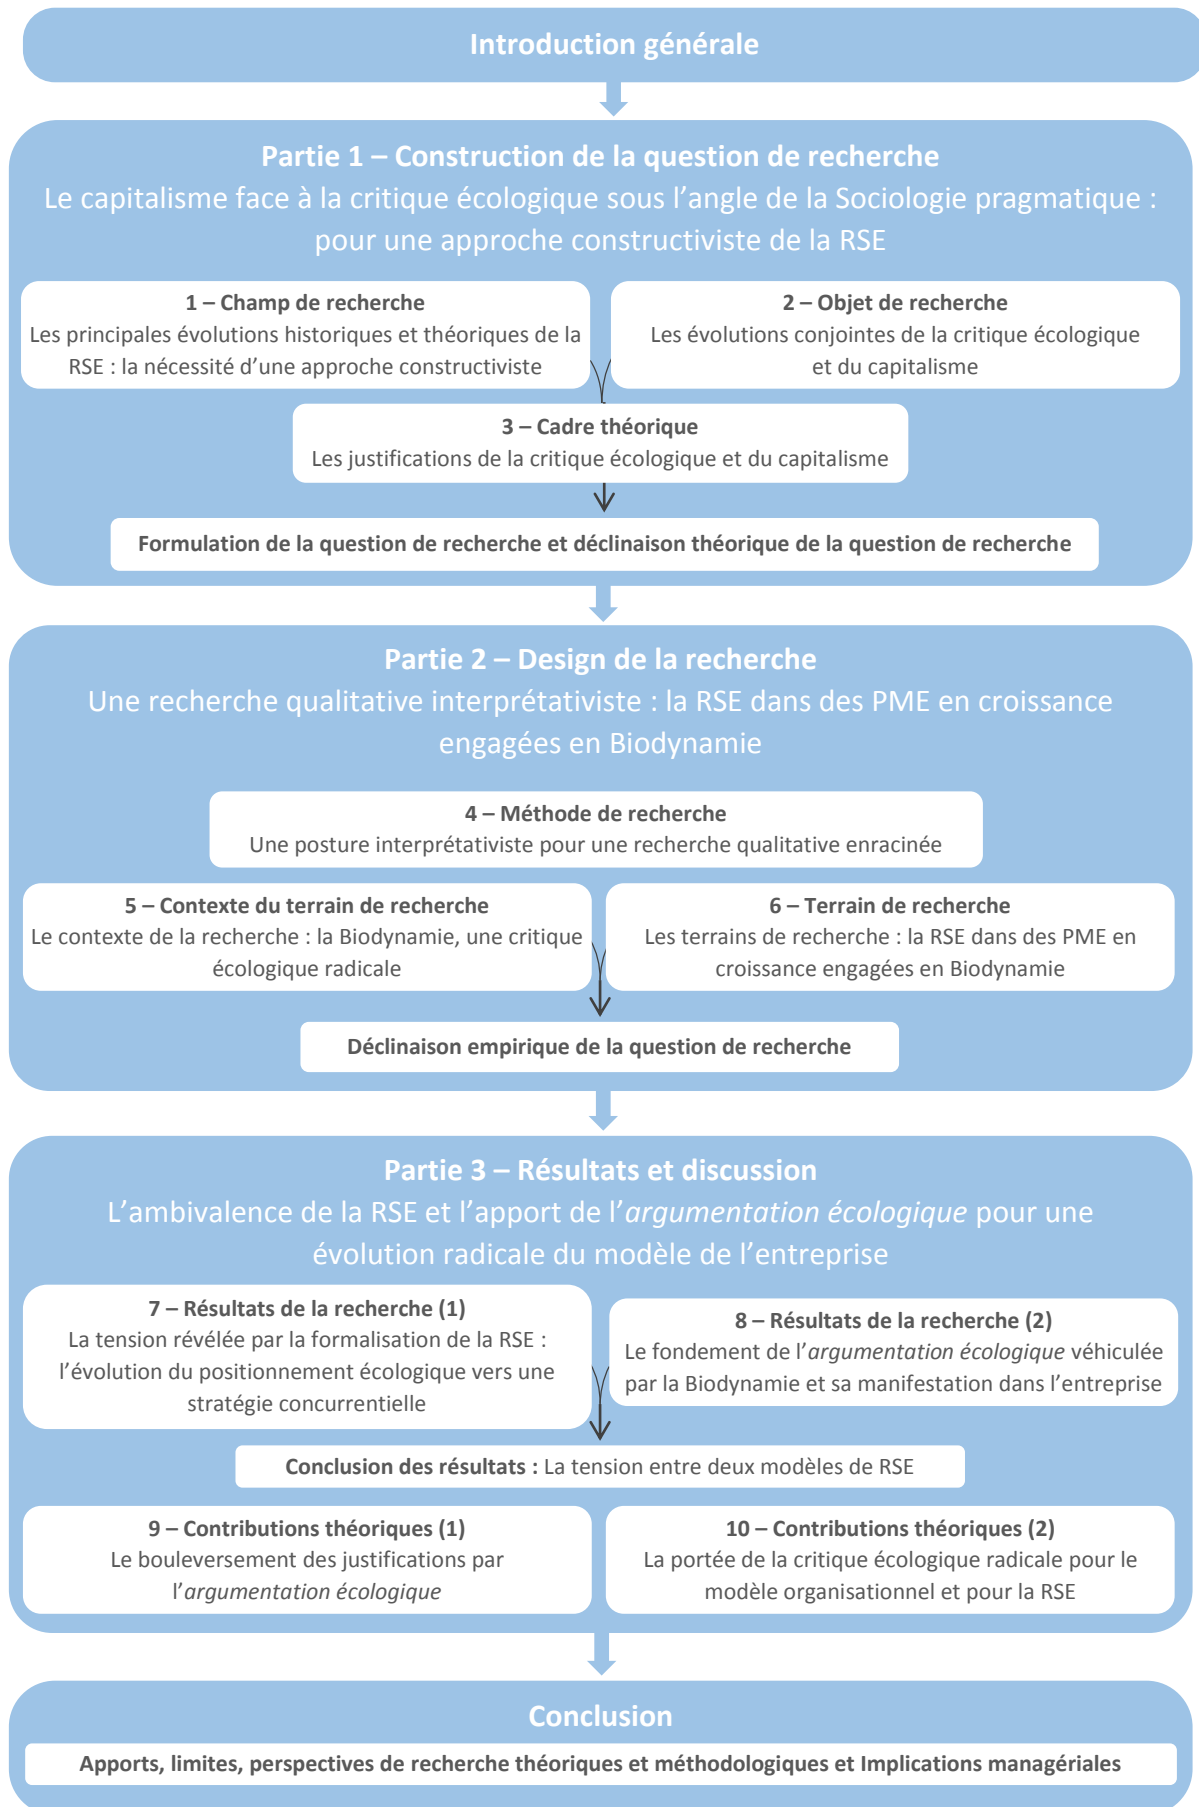 Introduction générale
Partie 1 – Construction de la question de recherche
Le capitalisme face à la critique écologique sous l’angle de la Sociologie pragmatique :
pour une approche constructiviste de la RSE
1 – Champ de recherche
Les principales évolutions historiques et théoriques de la
RSE : la nécessité d’une approche constructiviste
2 – Objet de recherche
Les évolutions conjointes de la critique écologique
et du capitalisme
3 – Cadre théorique
Les justifications de la critique écologique et du capitalisme
Formulation de la question de recherche et déclinaison théorique de la question de recherche
Partie 2 – Design de la recherche
Une recherche qualitative interprétativiste : la RSE dans des PME en croissance
engagées en Biodynamie
4 – Méthode de recherche
Une posture interprétativiste pour une recherche qualitative enracinée
5 – Contexte du terrain de recherche
Le contexte de la recherche : la Biodynamie, une critique
écologique radicale
6 – Terrain de recherche
Les terrains de recherche : la RSE dans des PME en
croissance engagées en Biodynamie
Déclinaison empirique de la question de recherche
Partie 3 – Résultats et discussion
L’ambivalence de la RSE et l’apport de l’argumentation écologique pour une
évolution radicale du modèle de l’entreprise
7 – Résultats de la recherche (1)
La tension révélée par la formalisation de la RSE :
l’évolution du positionnement écologique vers une
stratégie concurrentielle
8 – Résultats de la recherche (2)
Le fondement de l’argumentation écologique véhiculée
par la Biodynamie et sa manifestation dans l’entreprise
Conclusion des résultats : La tension entre deux modèles de RSE
9 – Contributions théoriques (1)
Le bouleversement des justifications par
l’argumentation écologique
10 – Contributions théoriques (2)
La portée de la critique écologique radicale pour le
modèle organisationnel et pour la RSE
Conclusion
Apports, limites, perspectives de recherche théoriques et méthodologiques et Implications managériales